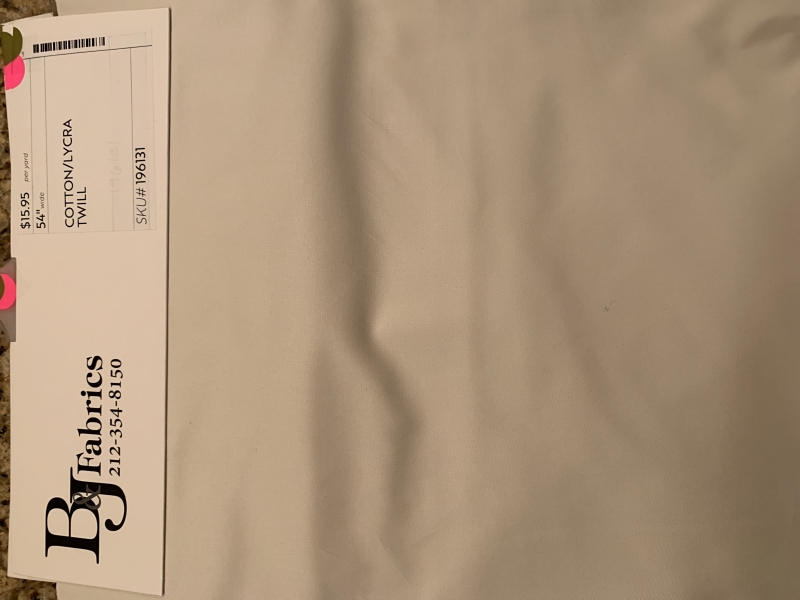 B&J Fabrics
212-354-8150
$15.95 per yard
54" wide
COTTON/LYCRA
TWILL
SKU# 196131